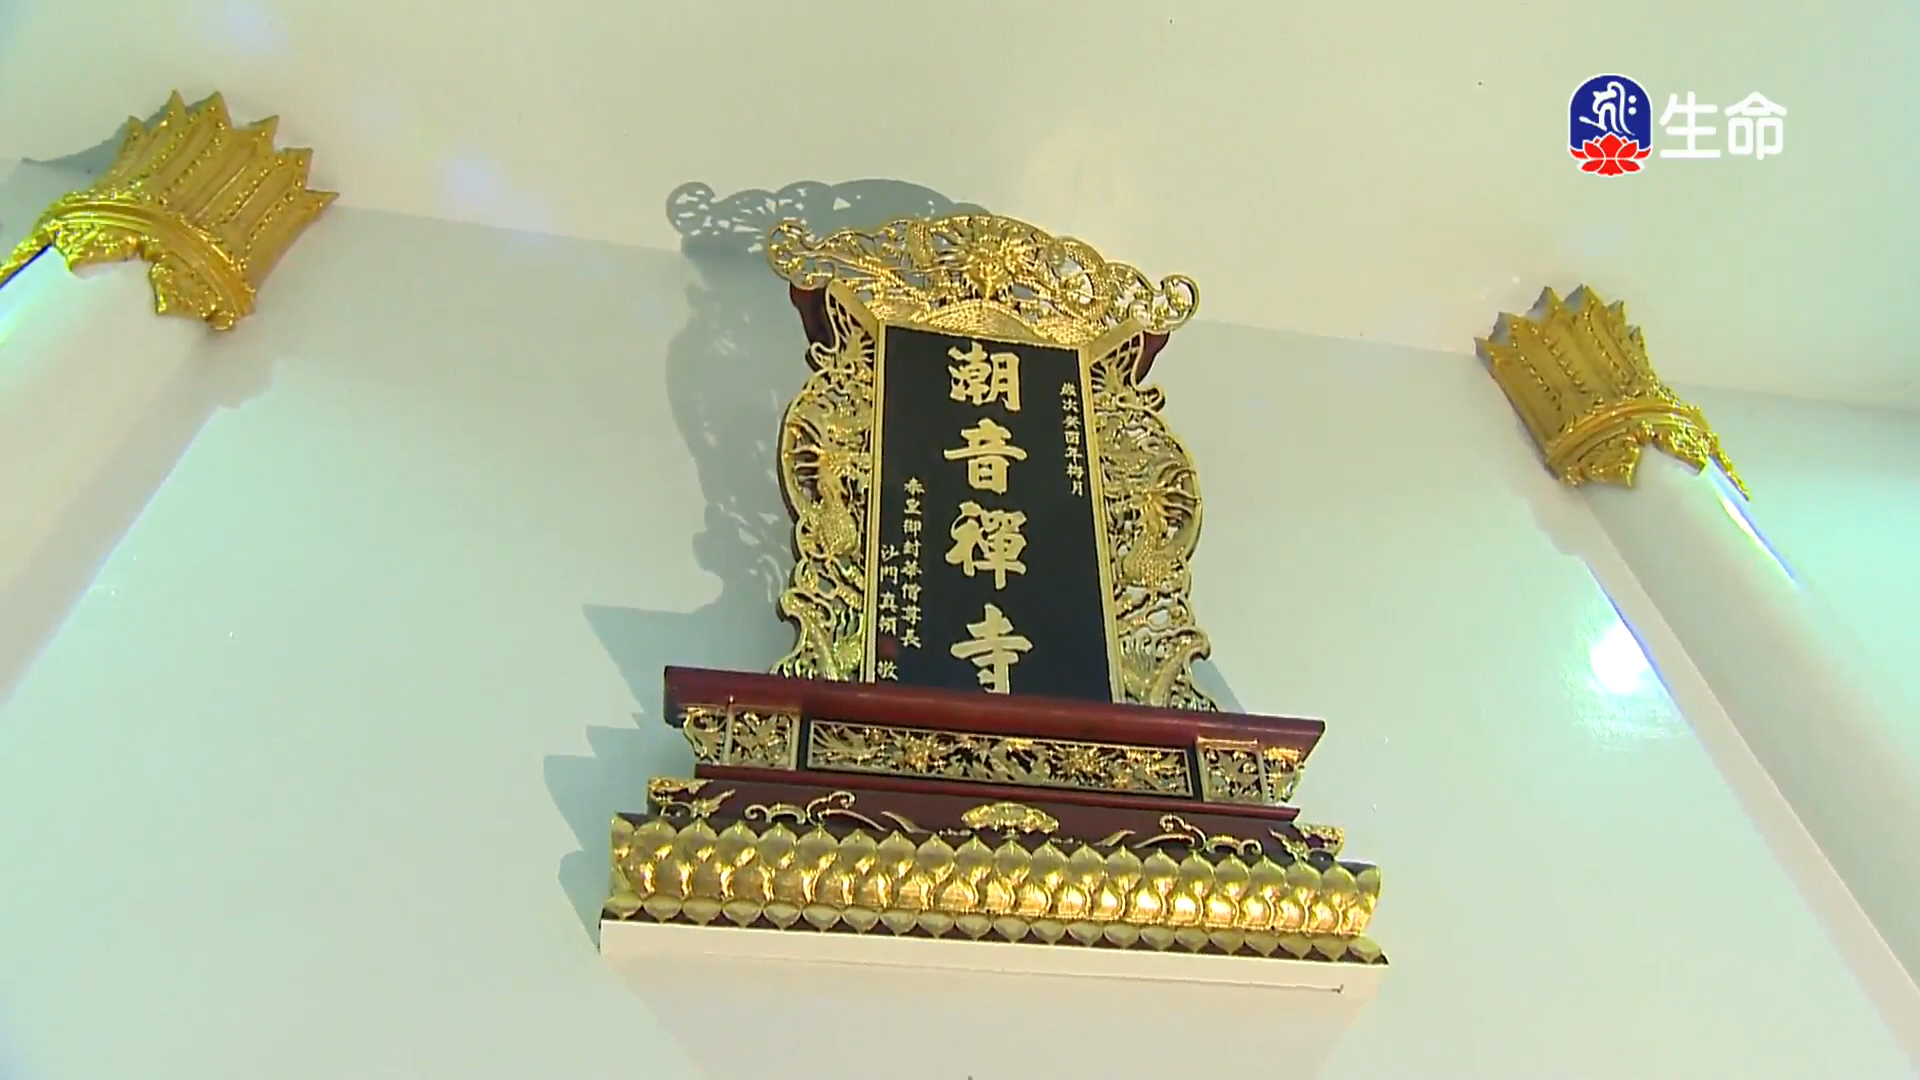 生命
歲次癸酉年梅月
潮音禪寺
泰皇御封華僧尊長
沙門真頓 敬